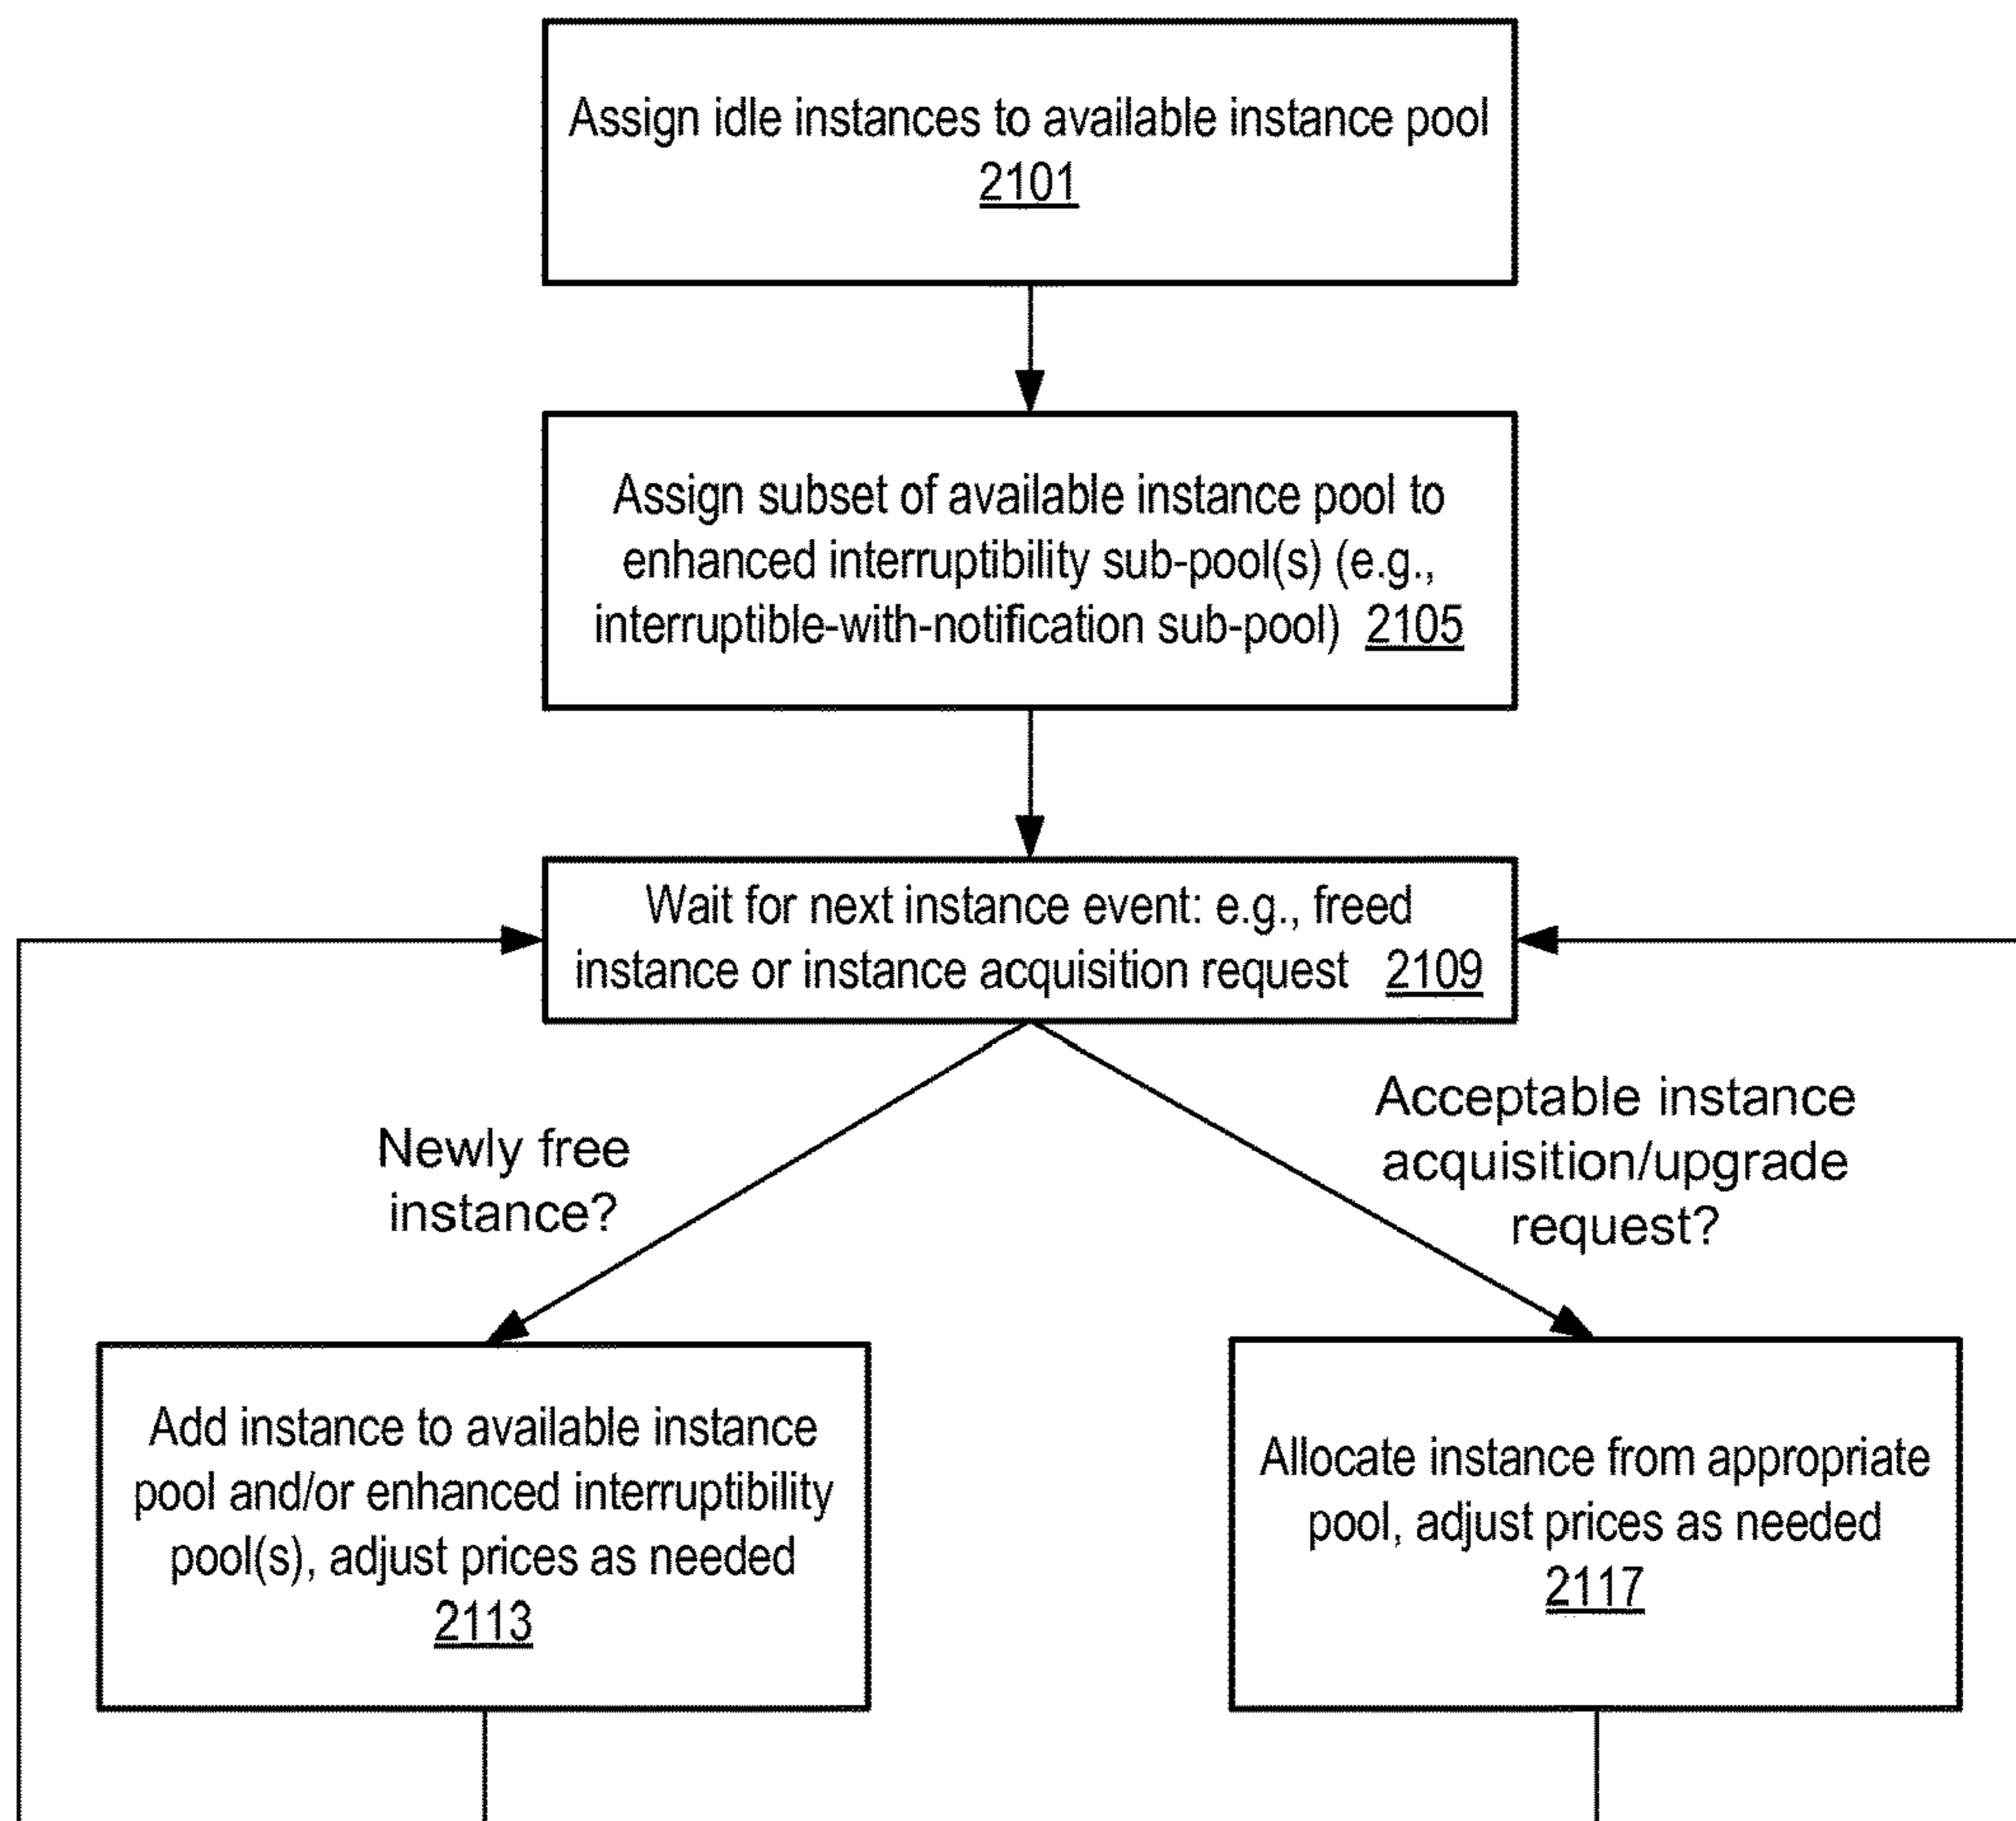 Assign idle instances to available instance pool
2101
Assign subset of available instance pool to
enhanced interruptibility sub-pool(s) (e.g.,
interruptible-with-notification sub-pool) 2105
Wait for next instance event: e.g., freed
instance or instance acquisition request 2109
Newly free
instance?
Acceptable instance
acquisition/upgrade
request?
Add instance to available instance
pool and/or enhanced interruptibility
pool(s), adjust prices as needed
2113
Allocate instance from appropriate
pool, adjust prices as needed
2117